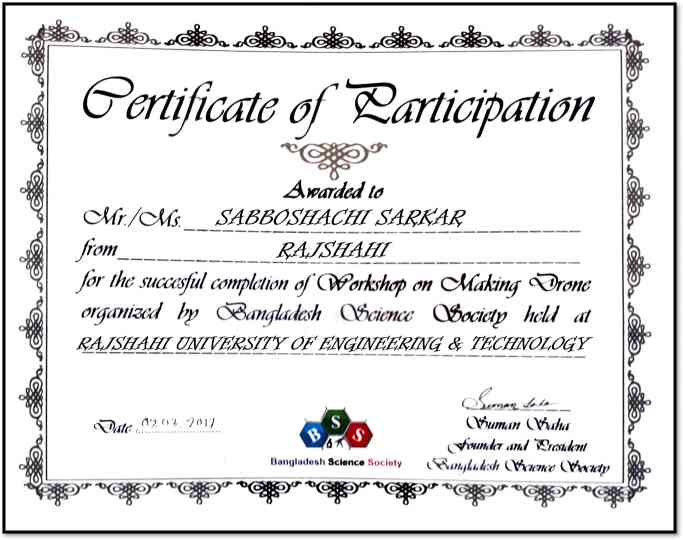 Certificate of Participation
Awarded to
Mr./Ms. SABBOSHACHI SARKAR
from RAJSHAHI
for the succesful completion of Workshop on Making Drone
organized by Bangladesh Science Society held at
RAJSHAHI UNIVERSITY OF ENGINEERING & TECHNOLOGY
Suman Saha
Date 02.02.2017
Suman Saha
Founder and President
Bangladesh Science Society
B S S
Bangladesh Science Society